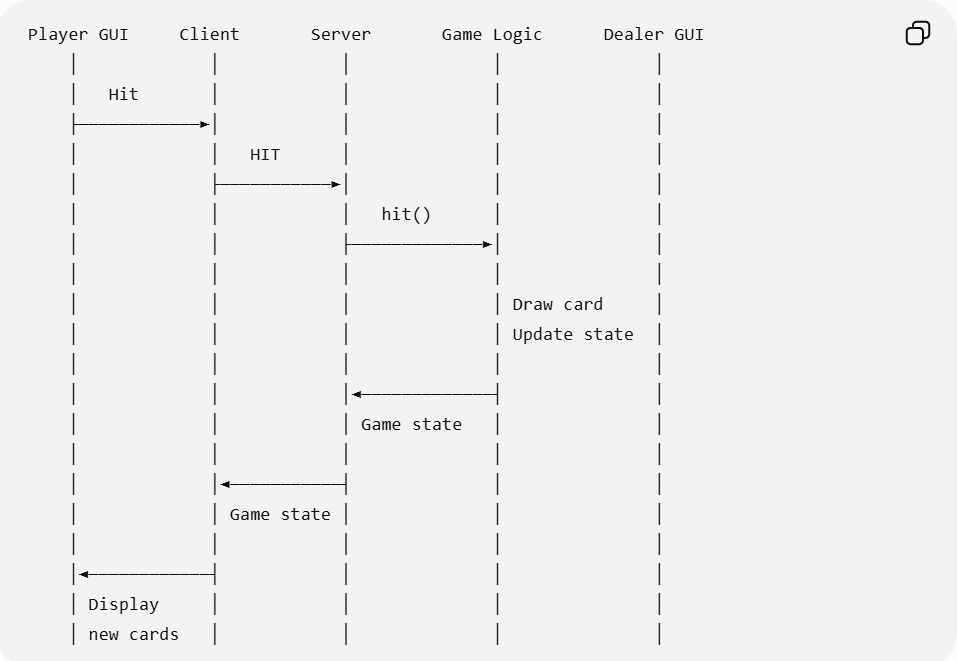 Player GUI Client Server Game Logic Dealer GUI
Hit
HIT
hit()
Draw card
Update state
Game state
Game state
Display
new cards